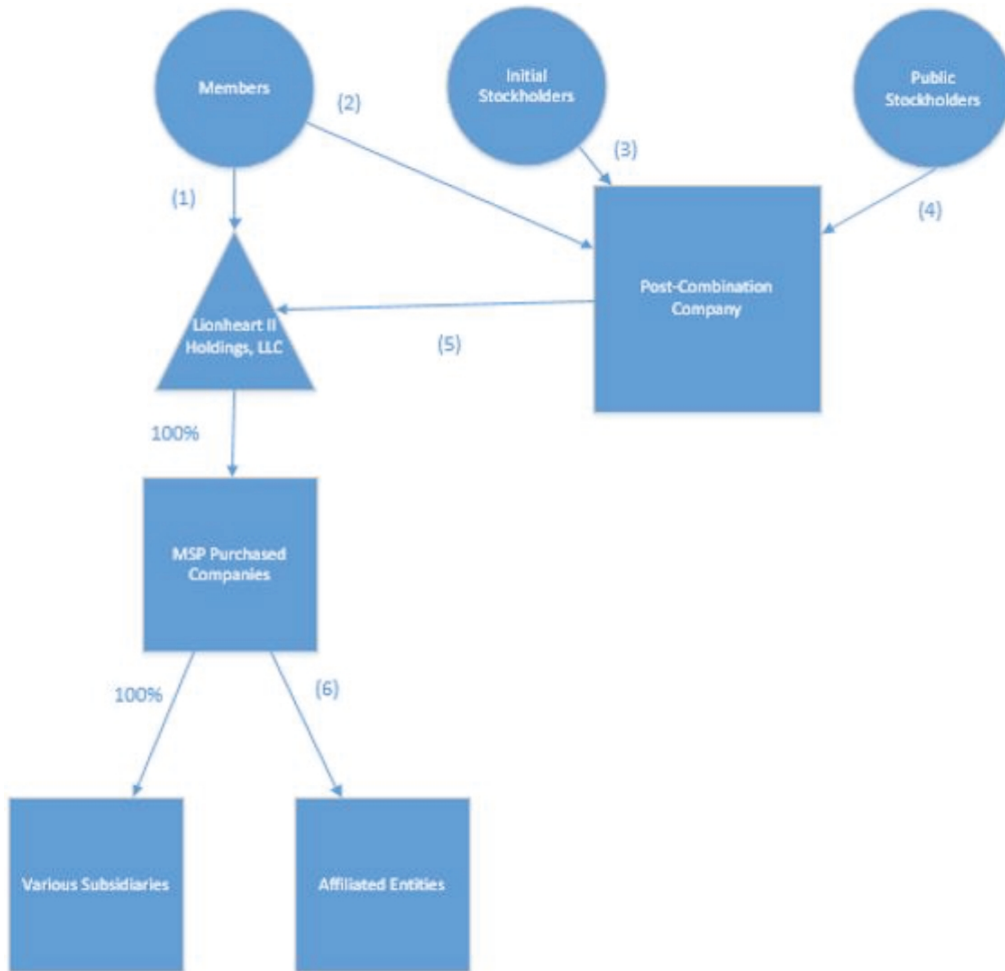 Members
Initial
Stockholders
Public
Stockholders
(2)
(3)
(1)
(4)
Post-Combination
Company
Lionheart II
Holdings, LLC
(5)
100%
MSP Purchased
Companies
100%
(6)
Various Subsidiaries
Affiliated Entities